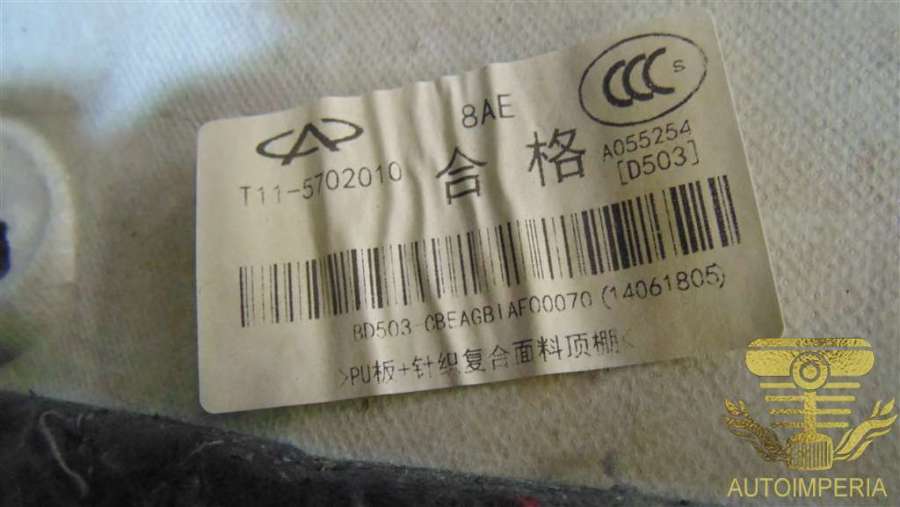 8AE
CCC S
T11-5702010
合格
A055254
[D503]
BD503-CBEAGBIAF00070 (14061805)
>PU板+针织复合面料顶棚<
AUTOIMPERIA